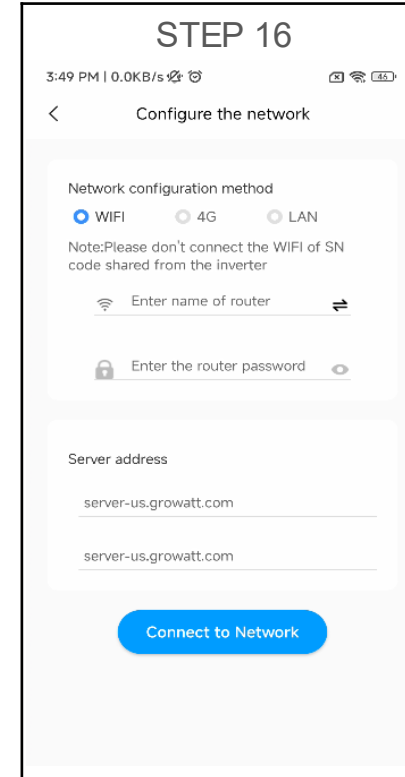 STEP 16
3:49 PM | 0.0KB/s
46
Configure the network
Network configuration method
WIFI 4G LAN
Note:Please don't connect the WIFI of SN
code shared from the inverter
Enter name of router
Enter the router password
Server address
server-us.growatt.com
server-us.growatt.com
Connect to Network